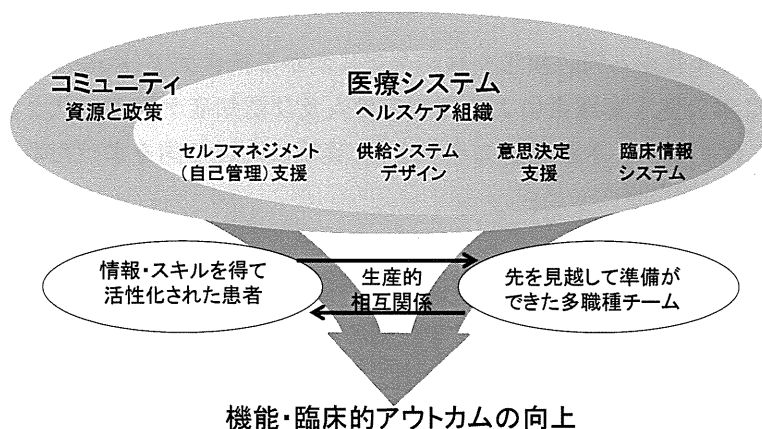 コミュニティ
資源と政策
医療システム
ヘルスケア組織
セルフマネジメント
(自己管理)支援
供給システム
デザイン
意思決定
支援
臨床情報
システム
情報・スキルを得て
活性化された患者
生産的
相互関係
先を見越して準備が
できた多職種チーム
機能・臨床的アウトカムの向上